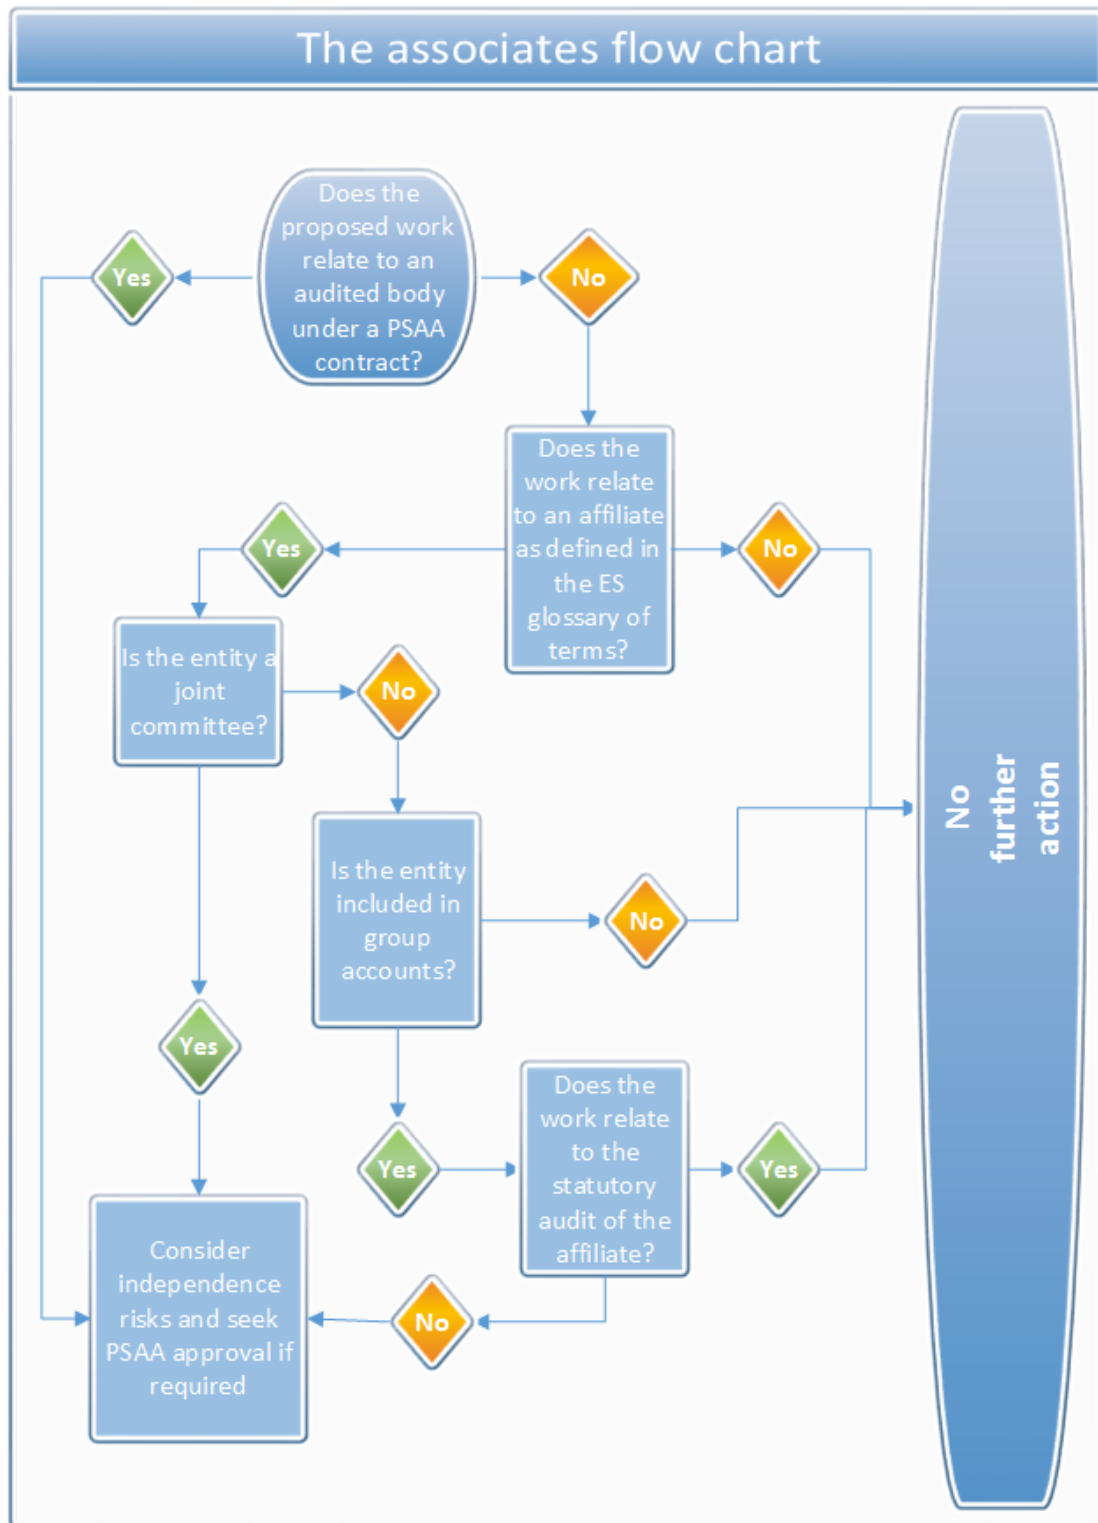 The associates flow chart
Does the
proposed work
relate to an
audited body
under a PSAA
contract?
Yes
No
Does the
work relate
to an affiliate
as defined in
the ES
glossary of
terms?
Yes
No
Is the entity a
joint
committee?
No
Is the entity
included in
group
accounts?
No
No
further
action
Yes
Yes
Does the
work relate
to the
statutory
audit of the
affiliate?
Yes
Consider
independence
risks and seek
PSAA approval if
required
No